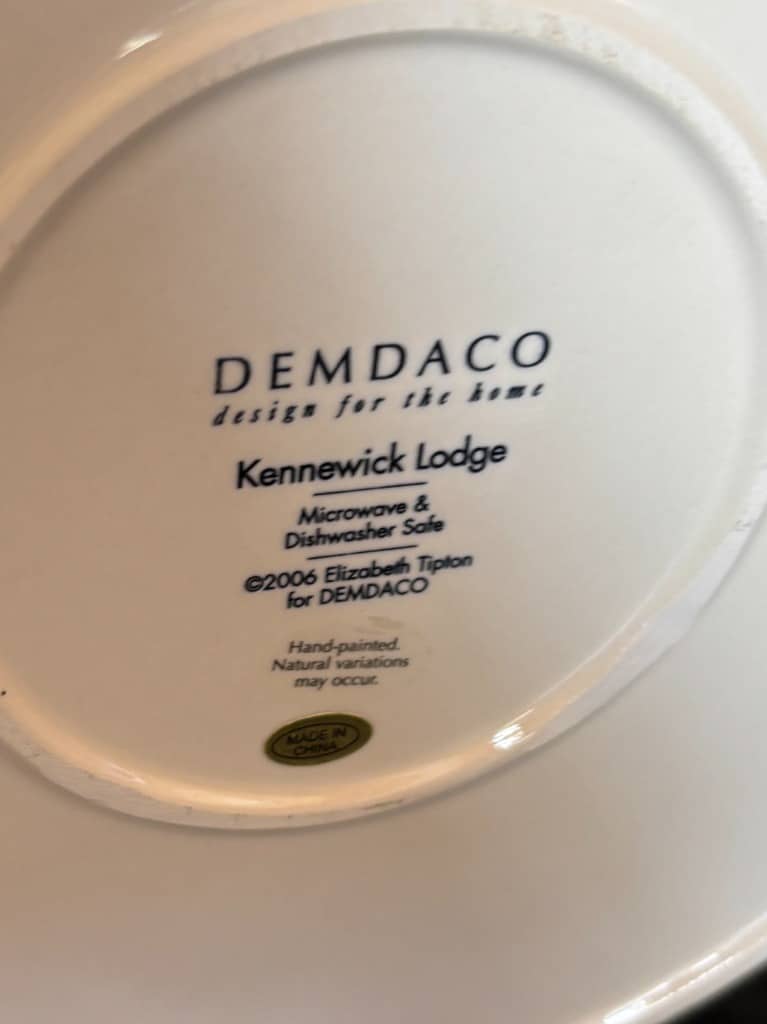 DEMDACO
design for the home
Kennewick Lodge
Microwave &
Dishwasher Safe
©2006 Elizabeth Tipton
for DEMDACO
Hand-painted.
Natural variations
may occur.
MADE IN
CHINA